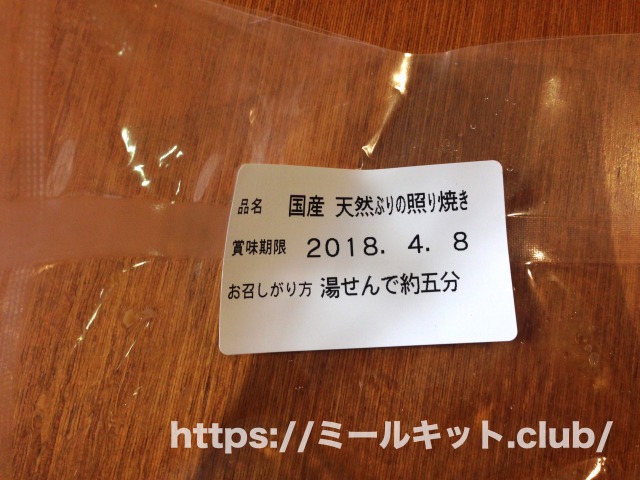 品名 国産 天然ぶりの照り焼き
賞味期限 2018. 4. 8
お召しがり方 湯せんで約五分
https://ミールキット.club/